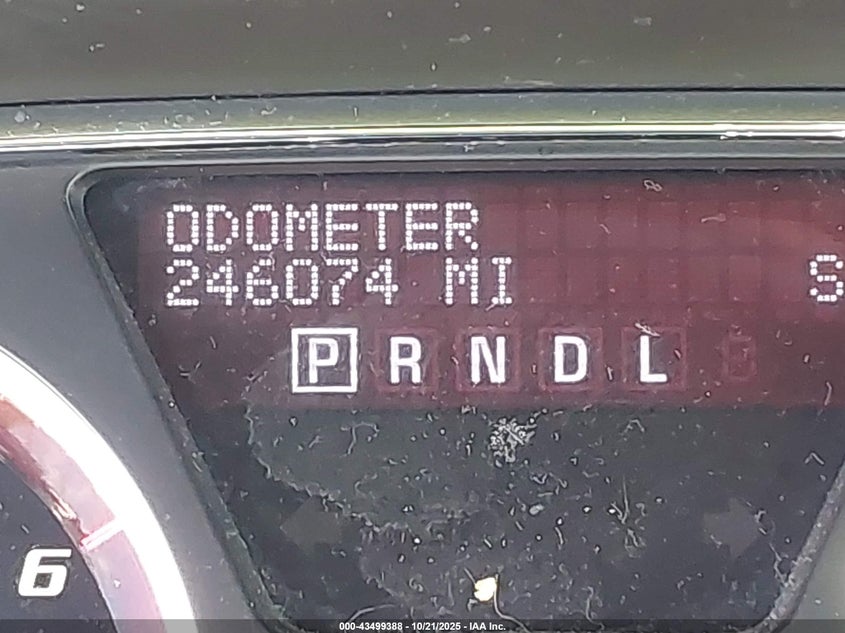 ODOMETER
246074 MI S
P R N D L
6
000-43499388 - 10/21/2025 - IAA Inc.